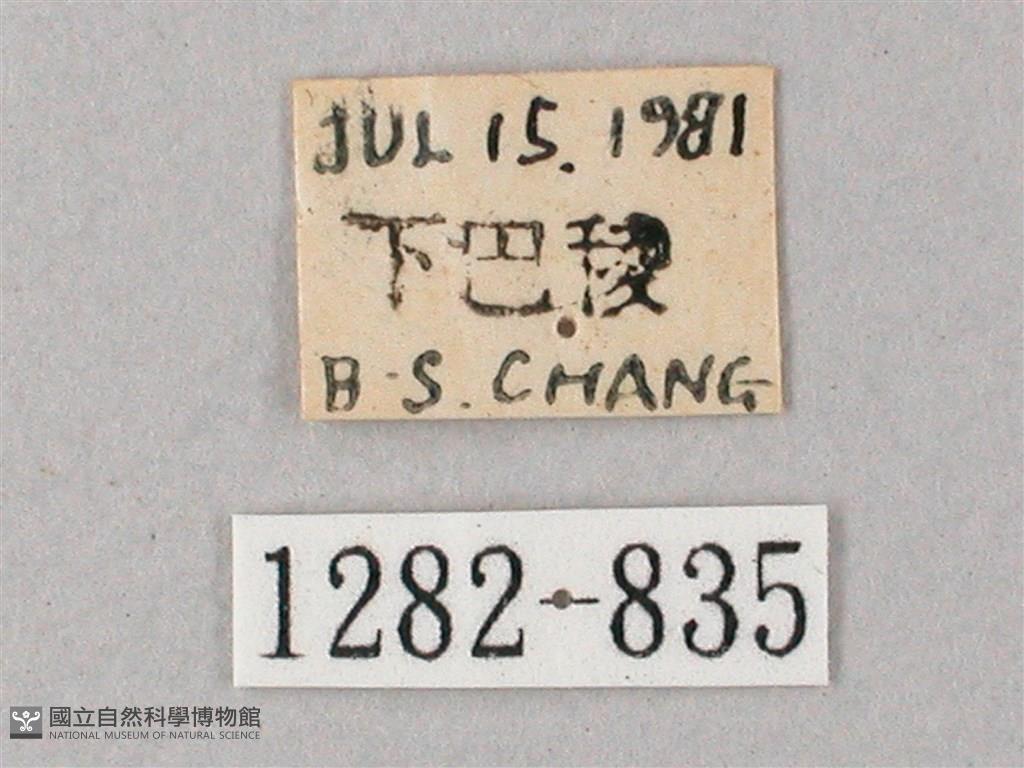 JUL 15. 1981
下巴稜
B.S. CHANG
1282-835
國立自然科學博物館
NATIONAL MUSEUM OF NATURAL SCIENCE